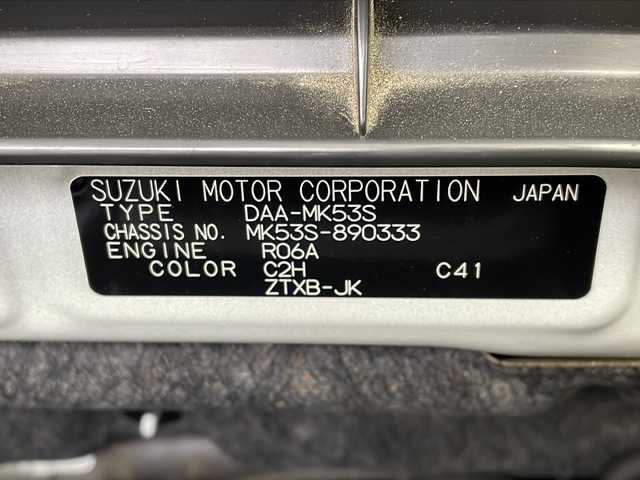 SUZUKI MOTOR CORPORATION JAPAN
TYPE DAA-MK53S
CHASSIS NO. MK53S-890333
ENGINE R06A
COLOR C2H C41
ZTXB-JK